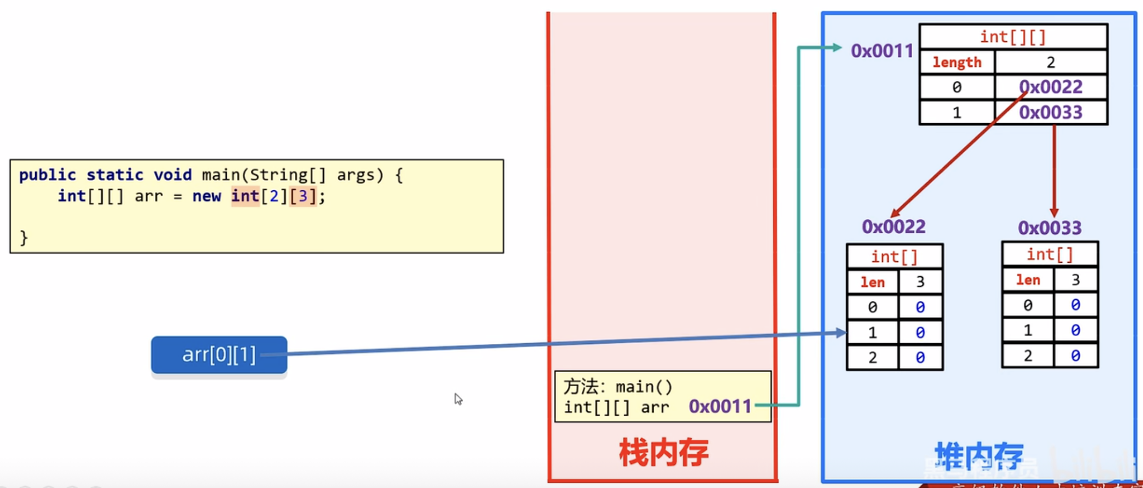 public static void main(String[] args) {
int[][] arr = new int[2][3];
}
arr[0][1]
方法：main()
int[][] arr 0x0011
栈内存
0x0011
int[][]
length 2
0 0x0022
1 0x0033
0x0022
int[]
len 3
0 0
1 0
2 0
0x0033
int[]
len 3
0 0
1 0
2 0
堆内存